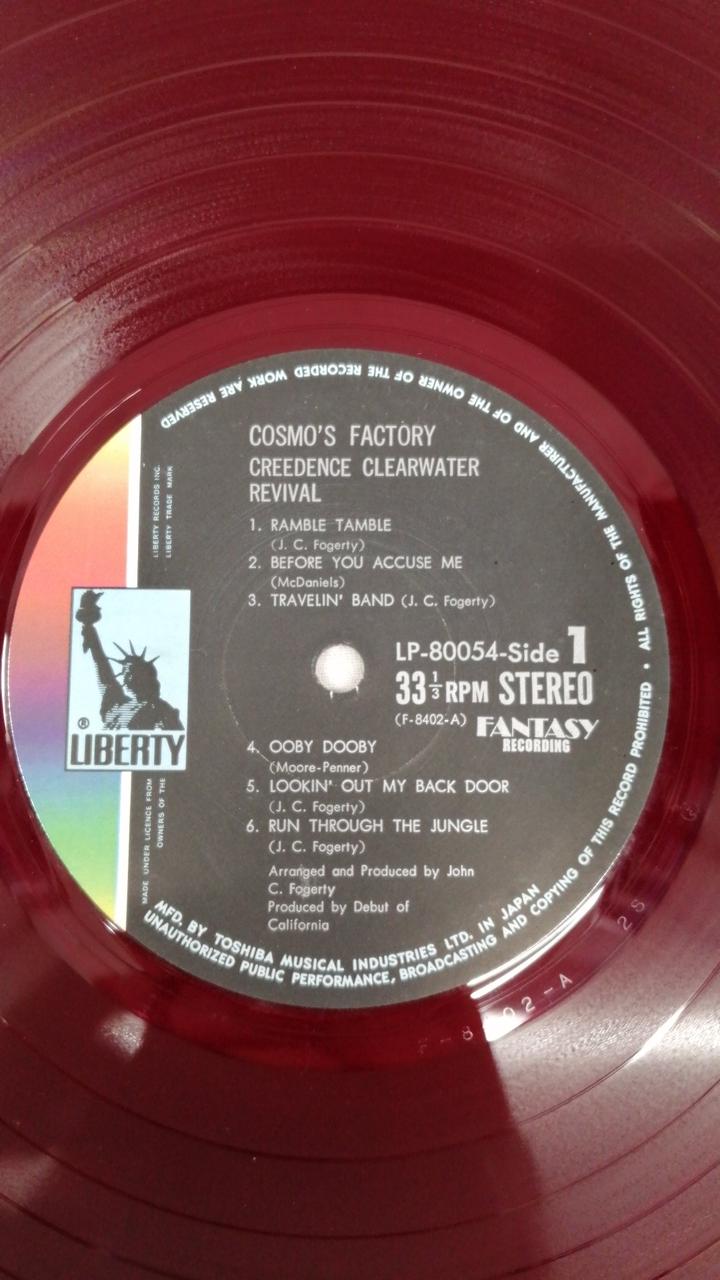 COSMO'S FACTORY
CREEDENCE CLEARWATER
REVIVAL
1. RAMBLE TAMBLE
(J. C. Fogerty)
2. BEFORE YOU ACCUSE ME
(McDaniels)
3. TRAVELIN' BAND (J. C. Fogerty)
LP-80054-Side 1
33 1/3 RPM STEREO
(F-8402-A) FANTASY
RECORDING
4. OOBY DOOBY
(Moore-Penner)
5. LOOKIN' OUT MY BACK DOOR
(J. C. Fogerty)
6. RUN THROUGH THE JUNGLE
(J. C. Fogerty)
Arranged and Produced by John
C. Fogerty
Produced by Debut of
California
® LIBERTY
LIBERTY RECORDS INC.
LIBERTY TRADE MARK
MADE UNDER LICENCE FROM
OWNERS OF THE
MFD. BY TOSHIBA MUSICAL INDUSTRIES LTD. IN JAPAN
UNAUTHORIZED PUBLIC PERFORMANCE, BROADCASTING AND COPYING OF THIS RECORD PROHIBITED • ALL RIGHTS OF THE MANUFACTURER AND OF THE OWNER OF THE RECORDED WORK ARE RESERVED
2S